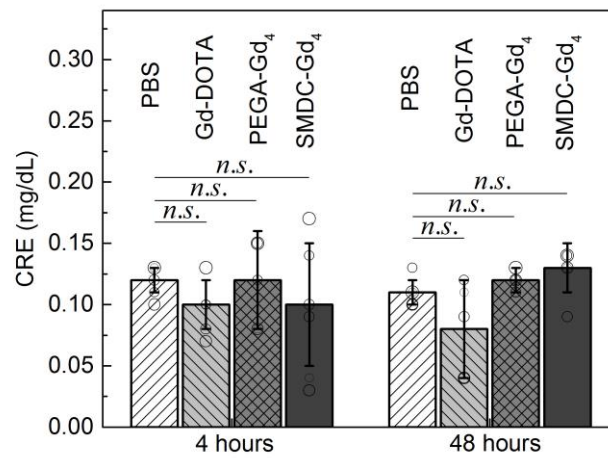 CRE (mg/dL)
0.30
0.25
0.20
0.15
0.10
0.05
0.00
PBS
Gd-DOTA
PEGA-Gd₄
SMDC-Gd₄
PBS
Gd-DOTA
PEGA-Gd₄
SMDC-Gd₄
n.s.
n.s.
n.s.
n.s.
n.s.
n.s.
4 hours
48 hours